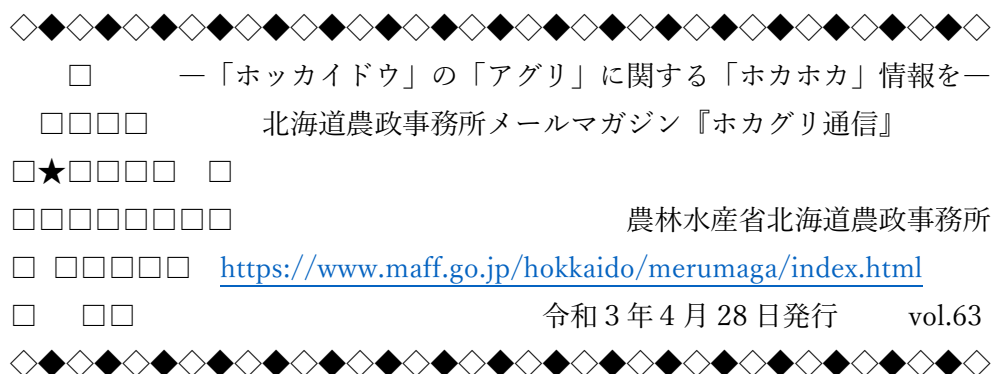 ◇◆◇◆◇◆◇◆◇◆◇◆◇◆◇◆◇◆◇◆◇◆◇◆◇◆◇◆◇◆◇◆◇◆◇
□ ―「ホッカイドウ」の「アグリ」に関する「ホカホカ」情報を―
□□□□ 北海道農政事務所メールマガジン『ホカグリ通信』
□★□□□□ □
□□□□□□□□ 農林水産省北海道農政事務所
□ □□□□□ https://www.maff.go.jp/hokkaido/merumaga/index.html
□ □□ 令和３年４月 28 日発行 vol.63
◇◆◇◆◇◆◇◆◇◆◇◆◇◆◇◆◇◆◇◆◇◆◇◆◇◆◇◆◇◆◇◆◇◆◇